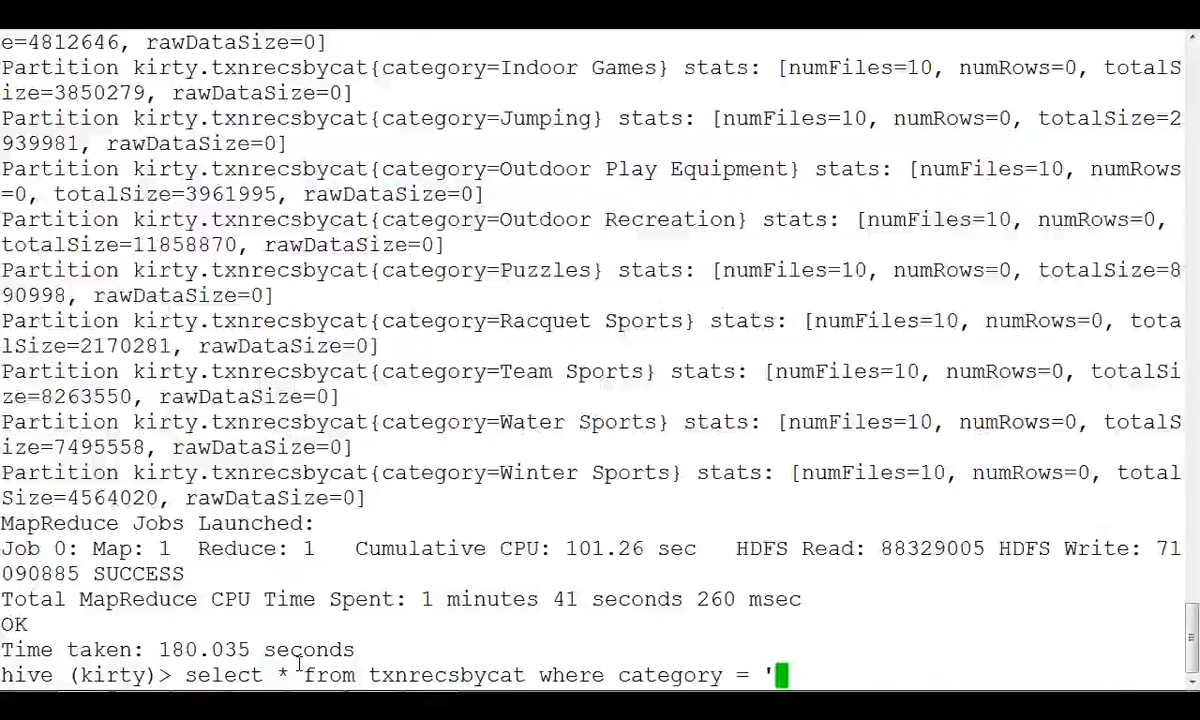 e=4812646, rawDataSize=0]
Partition kirty.txnrecsbycat{category=Indoor Games} stats: [numFiles=10, numRows=0, totalS
ize=3850279, rawDataSize=0]
Partition kirty.txnrecsbycat{category=Jumping} stats: [numFiles=10, numRows=0, totalSize=2
939981, rawDataSize=0]
Partition kirty.txnrecsbycat{category=Outdoor Play Equipment} stats: [numFiles=10, numRows
=0, totalSize=3961995, rawDataSize=0]
Partition kirty.txnrecsbycat{category=Outdoor Recreation} stats: [numFiles=10, numRows=0,
totalSize=11858870, rawDataSize=0]
Partition kirty.txnrecsbycat{category=Puzzles} stats: [numFiles=10, numRows=0, totalSize=8
90998, rawDataSize=0]
Partition kirty.txnrecsbycat{category=Racquet Sports} stats: [numFiles=10, numRows=0, tota
lSize=2170281, rawDataSize=0]
Partition kirty.txnrecsbycat{category=Team Sports} stats: [numFiles=10, numRows=0, totalSi
ze=8263550, rawDataSize=0]
Partition kirty.txnrecsbycat{category=Water Sports} stats: [numFiles=10, numRows=0, totalS
ize=7495558, rawDataSize=0]
Partition kirty.txnrecsbycat{category=Winter Sports} stats: [numFiles=10, numRows=0, total
Size=4564020, rawDataSize=0]
MapReduce Jobs Launched:
Job 0: Map: 1  Reduce: 1   Cumulative CPU: 101.26 sec   HDFS Read: 88329005 HDFS Write: 71
090885 SUCCESS
Total MapReduce CPU Time Spent: 1 minutes 41 seconds 260 msec
OK
Time taken: 180.035 seconds
hive (kirty)> select * from txnrecsbycat where category = '